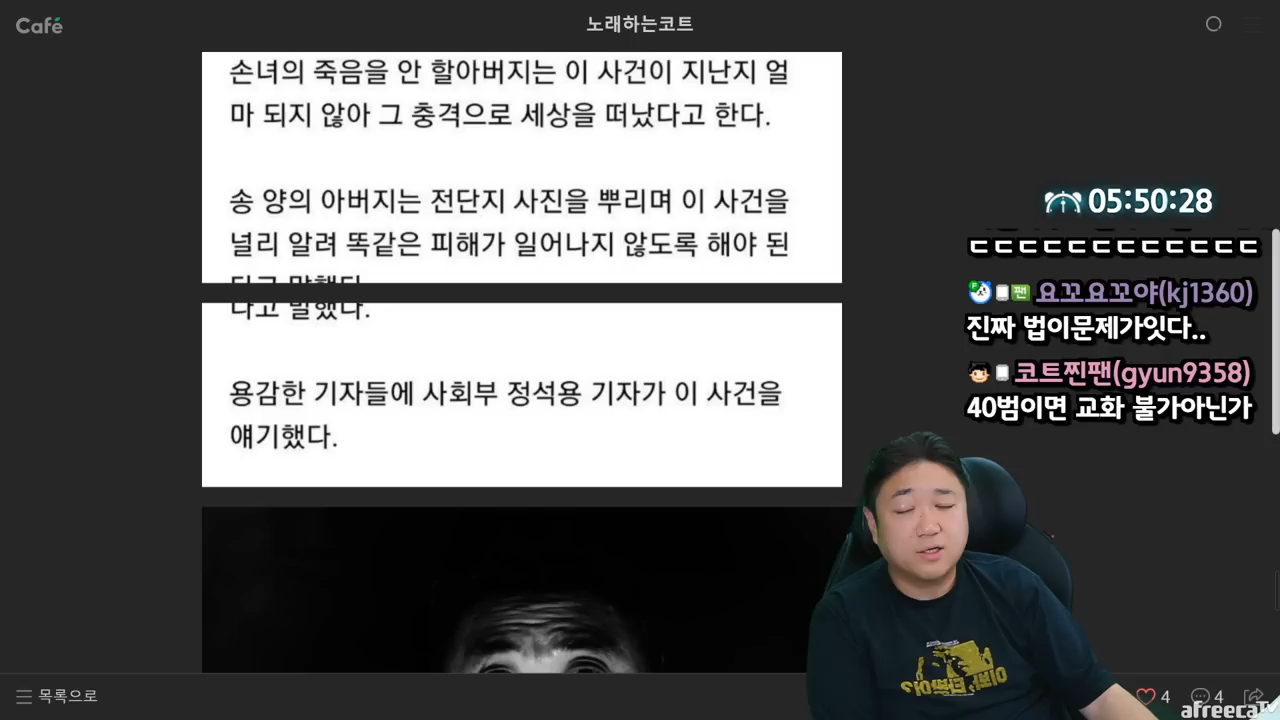 Café
노래하는코트
손녀의 죽음을 안 할아버지는 이 사건이 지난지 얼
마 되지 않아 그 충격으로 세상을 떠났다고 한다.
송 양의 아버지는 전단지 사진을 뿌리며 이 사건을
널리 알려 똑같은 피해가 일어나지 않도록 해야 된
다고 말했다.
다고 말했다.
용감한 기자들에 사회부 정석용 기자가 이 사건을
얘기했다.
05:50:28
ㄷㄷㄷㄷㄷㄷㄷㄷㄷㄷㄷㄷ
팬 요꼬요꼬야(kj1360)
진짜 법이문제가잇다..
코트찐팬(gyun9358)
40범이면 교화 불가아닌가
목록으로
4
4
afreecaTV